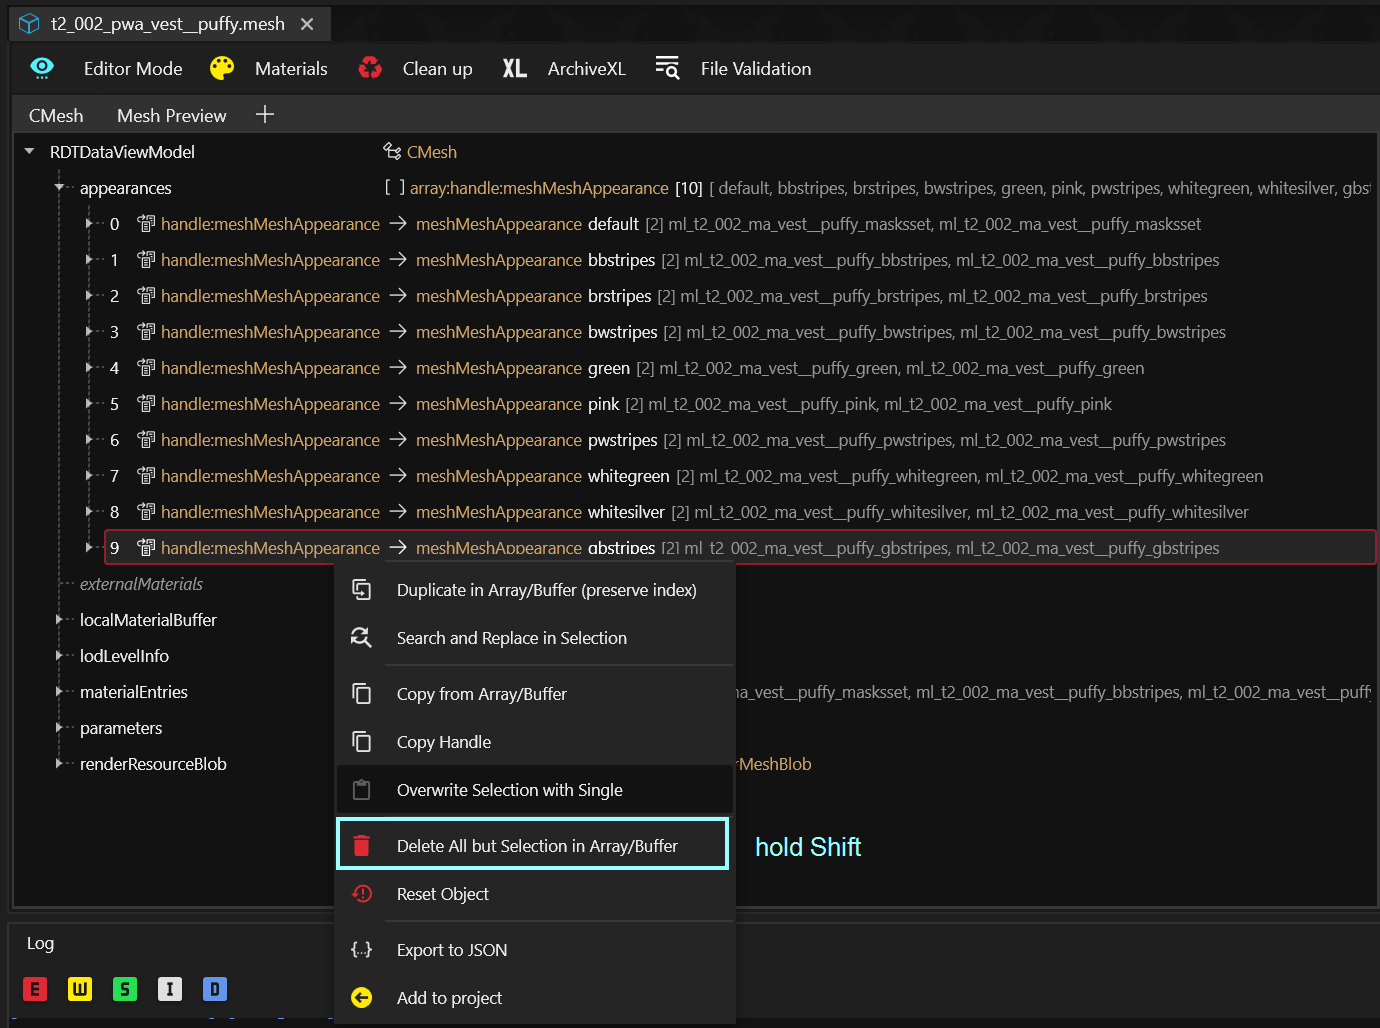 t2_002_pwa_vest__puffy.mesh
Editor Mode Materials Clean up XL ArchiveXL File Validation
CMesh Mesh Preview
RDTDataViewModel CMesh
appearances [ ] array:handle:meshMeshAppearance [10] [ default, bbstripes, brstripes, bwstripes, green, pink, pwstripes, whitegreen, whitesilver, gbst
0 handle:meshMeshAppearance → meshMeshAppearance default [2] ml_t2_002_ma_vest__puffy_masksset, ml_t2_002_ma_vest__puffy_masksset
1 handle:meshMeshAppearance → meshMeshAppearance bbstripes [2] ml_t2_002_ma_vest__puffy_bbstripes, ml_t2_002_ma_vest__puffy_bbstripes
2 handle:meshMeshAppearance → meshMeshAppearance brstripes [2] ml_t2_002_ma_vest__puffy_brstripes, ml_t2_002_ma_vest__puffy_brstripes
3 handle:meshMeshAppearance → meshMeshAppearance bwstripes [2] ml_t2_002_ma_vest__puffy_bwstripes, ml_t2_002_ma_vest__puffy_bwstripes
4 handle:meshMeshAppearance → meshMeshAppearance green [2] ml_t2_002_ma_vest__puffy_green, ml_t2_002_ma_vest__puffy_green
5 handle:meshMeshAppearance → meshMeshAppearance pink [2] ml_t2_002_ma_vest__puffy_pink, ml_t2_002_ma_vest__puffy_pink
6 handle:meshMeshAppearance → meshMeshAppearance pwstripes [2] ml_t2_002_ma_vest__puffy_pwstripes, ml_t2_002_ma_vest__puffy_pwstripes
7 handle:meshMeshAppearance → meshMeshAppearance whitegreen [2] ml_t2_002_ma_vest__puffy_whitegreen, ml_t2_002_ma_vest__puffy_whitegreen
8 handle:meshMeshAppearance → meshMeshAppearance whitesilver [2] ml_t2_002_ma_vest__puffy_whitesilver, ml_t2_002_ma_vest__puffy_whitesilver
9 handle:meshMeshAppearance → meshMeshAppearance gbstripes [2] ml_t2_002_ma_vest__puffy_gbstripes, ml_t2_002_ma_vest__puffy_gbstripes
externalMaterials
localMaterialBuffer
lodLevelInfo
materialEntries na_vest__puffy_masksset, ml_t2_002_ma_vest__puffy_bbstripes, ml_t2_002_ma_vest__puffy
parameters
renderResourceBlob rMeshBlob
Duplicate in Array/Buffer (preserve index)
Search and Replace in Selection
Copy from Array/Buffer
Copy Handle
Overwrite Selection with Single
Delete All but Selection in Array/Buffer
hold Shift
Reset Object
Export to JSON
Add to project
Log
E W S I D